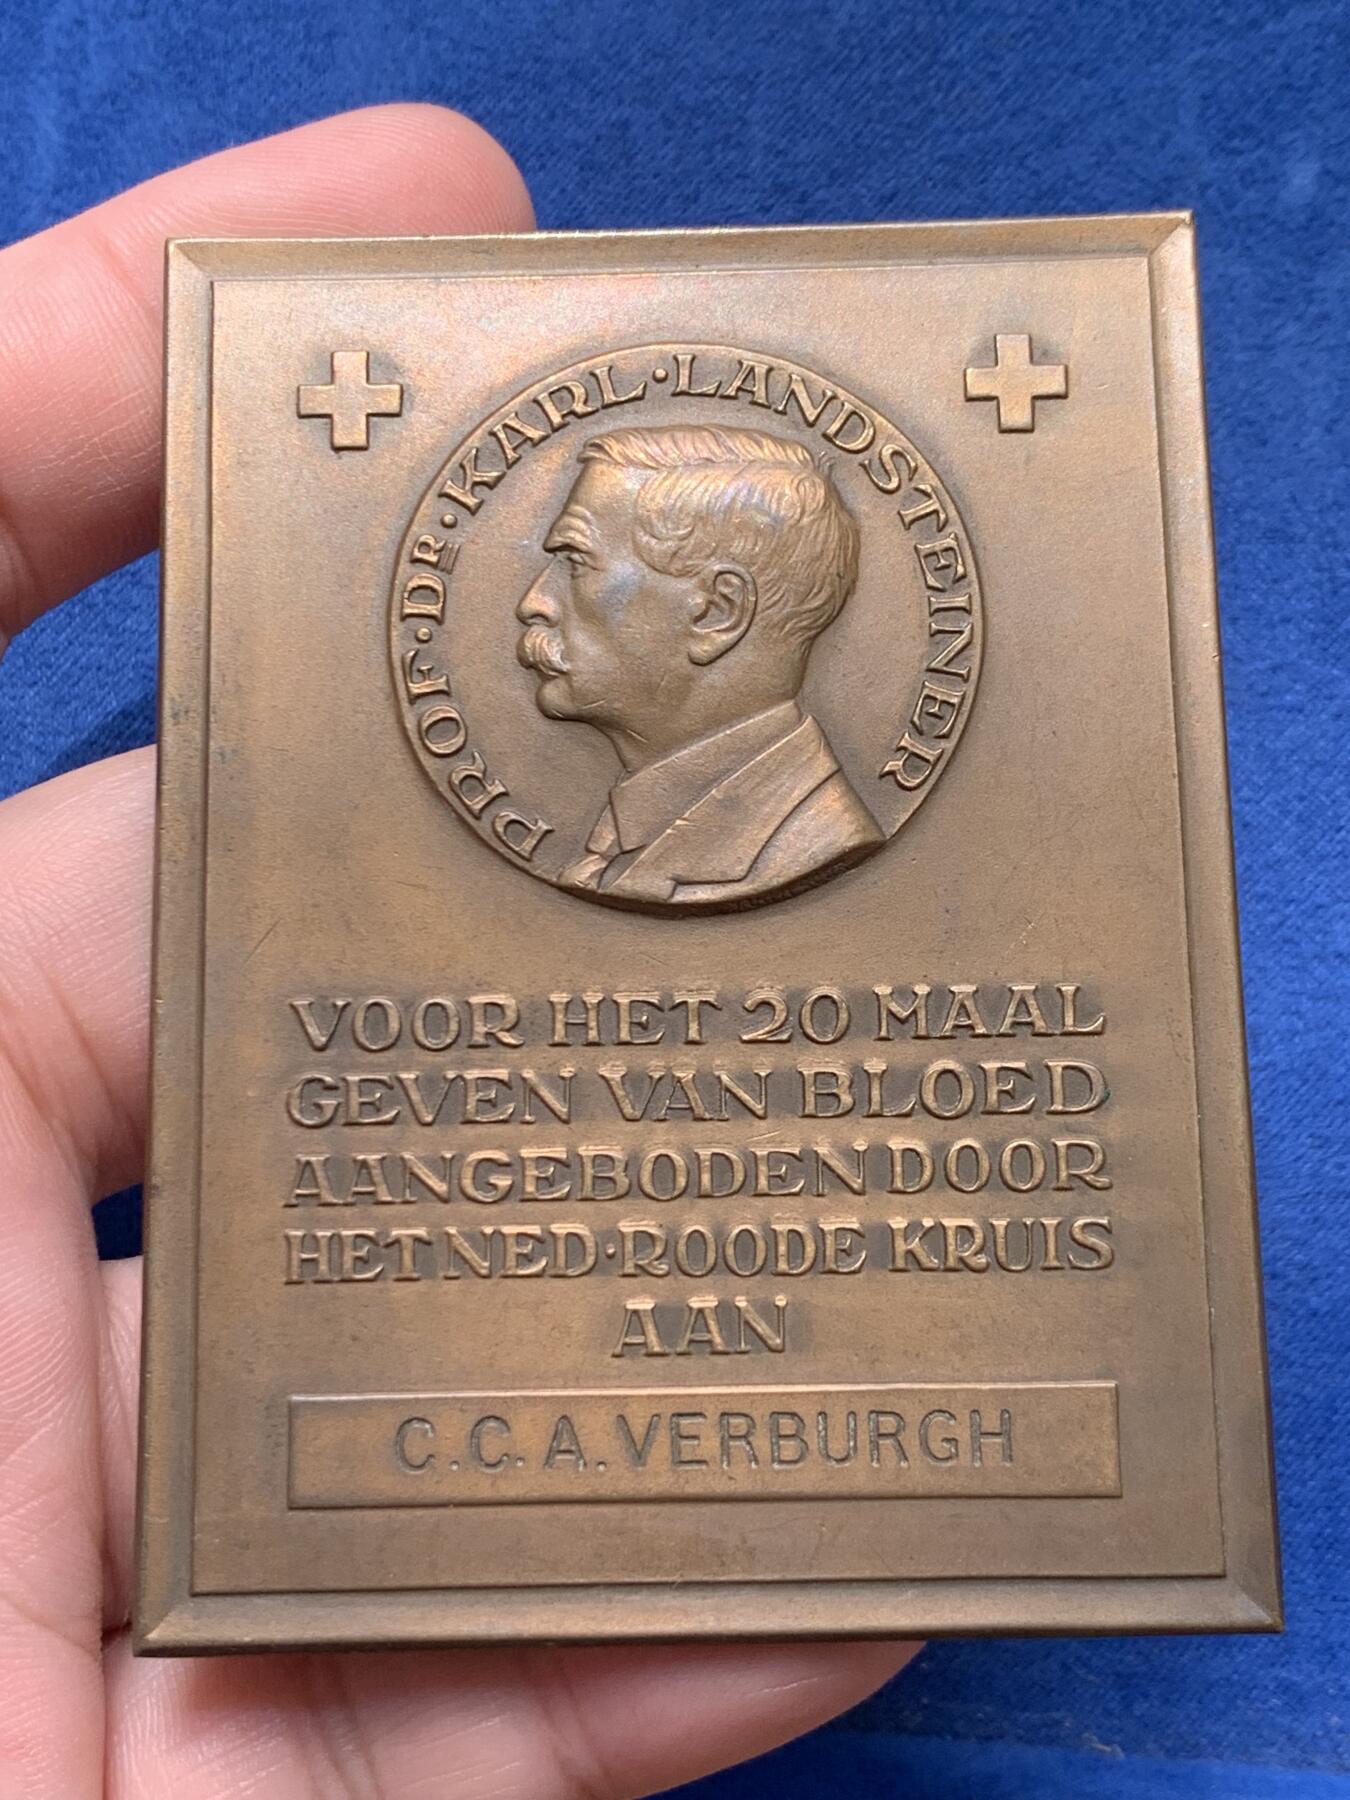 PROF·DR·KARL·LANDSTEINER
VOOR HET 20 MAAL
GEVEN VAN BLOED
AANGEBODEN DOOR
HET NED·ROODE KRUIS
AAN
C.C.A.VERBURGH